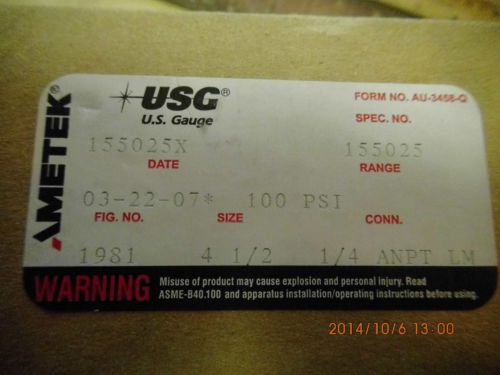 AMETEK®
USG®
U.S. Gauge
FORM NO. AU-3456-Q
SPEC. NO.
155025X 155025
DATE RANGE
03-22-07* 100 PSI
FIG. NO. SIZE CONN.
1981 4 1/2 1/4 ANPT LM
WARNING
Misuse of product may cause explosion and personal injury. Read
ASME-B40.100 and apparatus installation/operating instructions before using.
2014/10/6 13:00